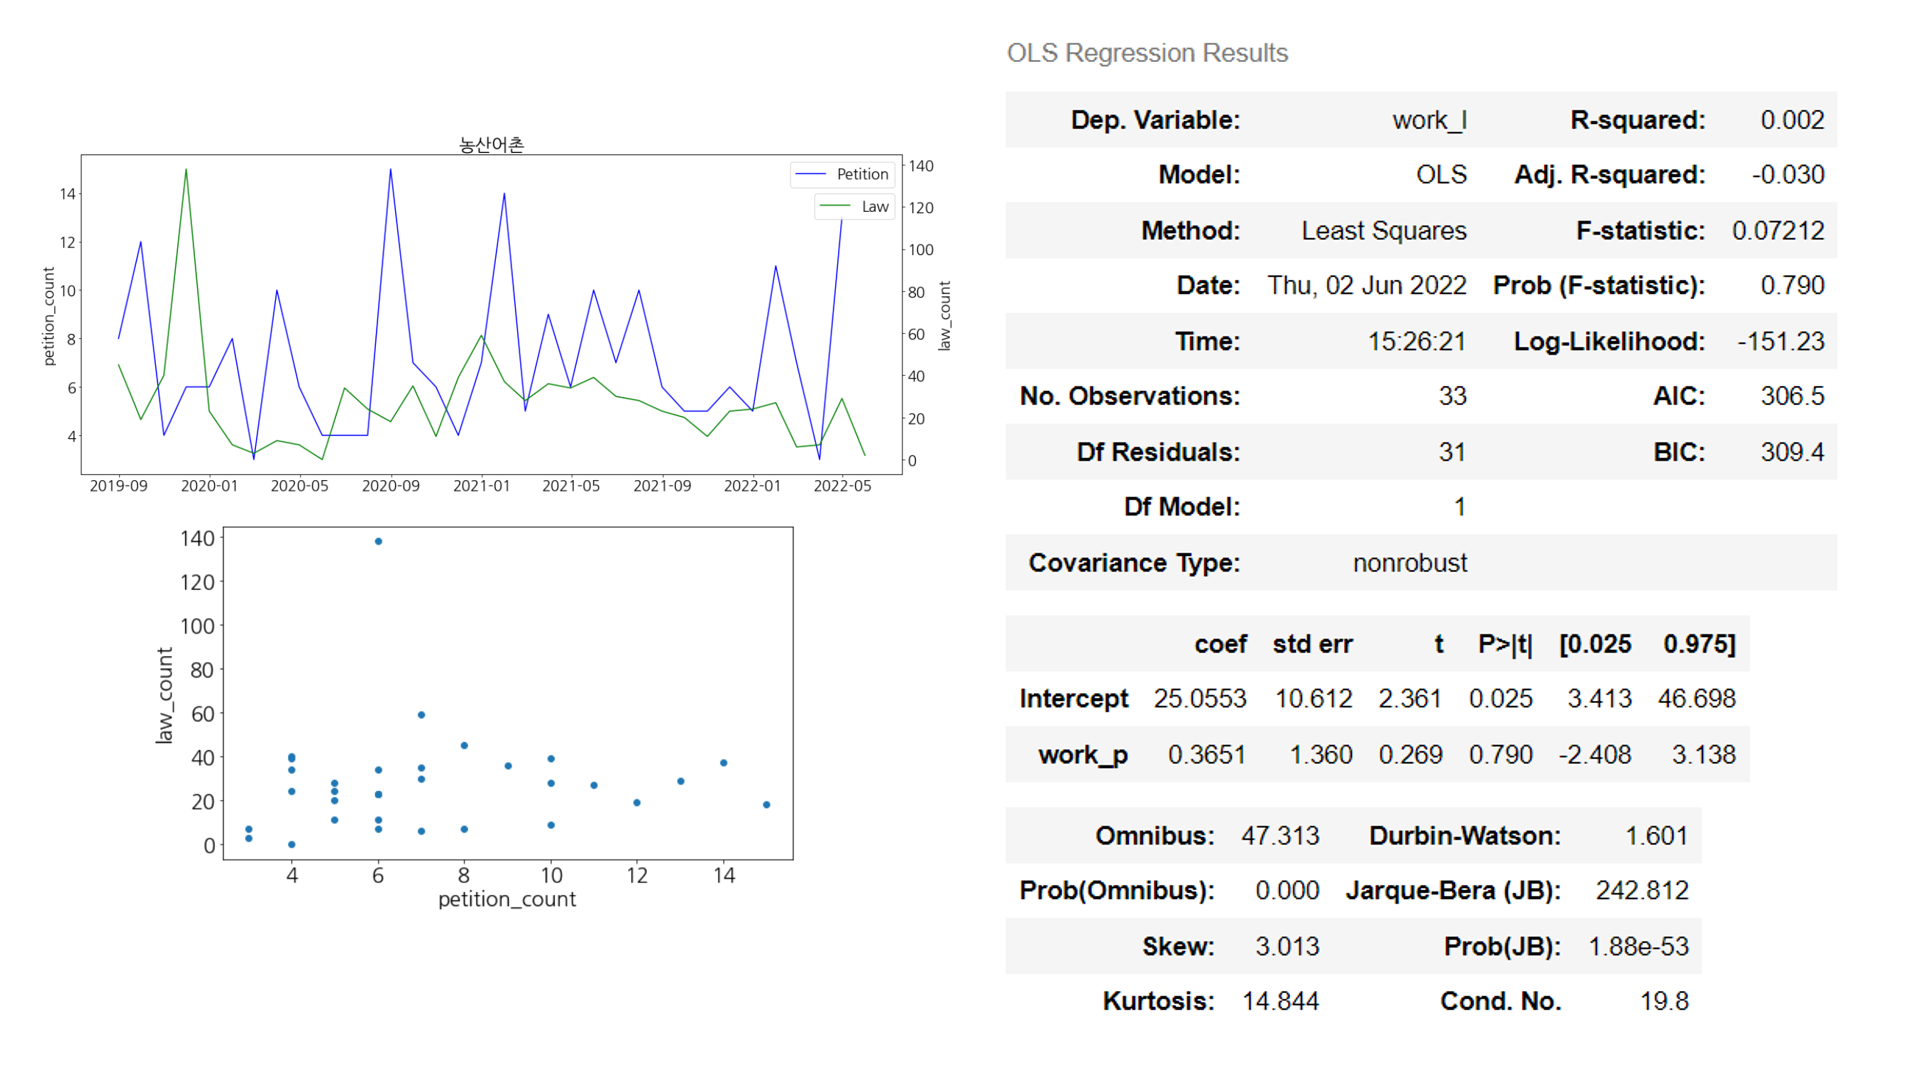 농산어촌
Petition
Law
petition_count
law_count
14
12
10
8
6
4
140
120
100
80
60
40
20
0
2019-09 2020-01 2020-05 2020-09 2021-01 2021-05 2021-09 2022-01 2022-05
law_count
140
120
100
80
60
40
20
0
4 6 8 10 12 14
petition_count
OLS Regression Results
Dep. Variable: work_l R-squared: 0.002
Model: OLS Adj. R-squared: -0.030
Method: Least Squares F-statistic: 0.07212
Date: Thu, 02 Jun 2022 Prob (F-statistic): 0.790
Time: 15:26:21 Log-Likelihood: -151.23
No. Observations: 33 AIC: 306.5
Df Residuals: 31 BIC: 309.4
Df Model: 1
Covariance Type: nonrobust
coef std err t P>|t| [0.025 0.975]
Intercept 25.0553 10.612 2.361 0.025 3.413 46.698
work_p 0.3651 1.360 0.269 0.790 -2.408 3.138
Omnibus: 47.313 Durbin-Watson: 1.601
Prob(Omnibus): 0.000 Jarque-Bera (JB): 242.812
Skew: 3.013 Prob(JB): 1.88e-53
Kurtosis: 14.844 Cond. No. 19.8